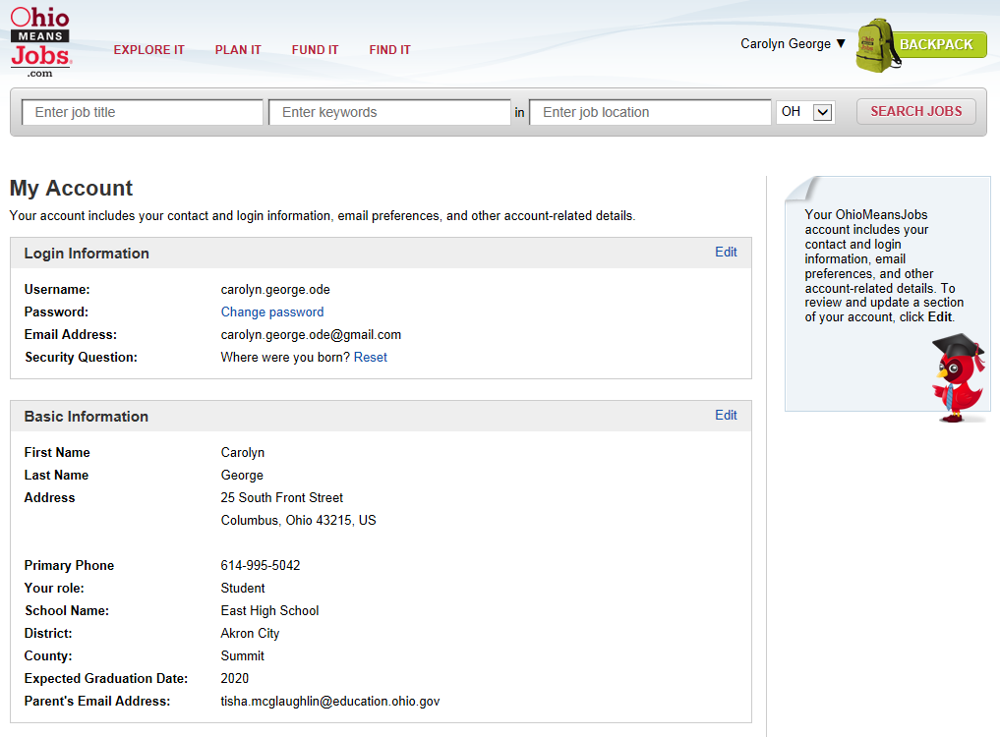 Ohio
MEANS
Jobs
.com
EXPLORE IT PLAN IT FUND IT FIND IT
Carolyn George ▼
BACKPACK
Enter job title Enter keywords in Enter job location OH SEARCH JOBS
My Account
Your account includes your contact and login information, email preferences, and other account-related details.
Login Information Edit
Username: carolyn.george.ode
Password: Change password
Email Address: carolyn.george.ode@gmail.com
Security Question: Where were you born? Reset
Basic Information Edit
First Name Carolyn
Last Name George
Address 25 South Front Street
Columbus, Ohio 43215, US
Primary Phone 614-995-5042
Your role: Student
School Name: East High School
District: Akron City
County: Summit
Expected Graduation Date: 2020
Parent's Email Address: tisha.mcglaughlin@education.ohio.gov
Your OhioMeansJobs
account includes your
contact and login
information, email
preferences, and other
account-related details. To
review and update a section
of your account, click Edit.